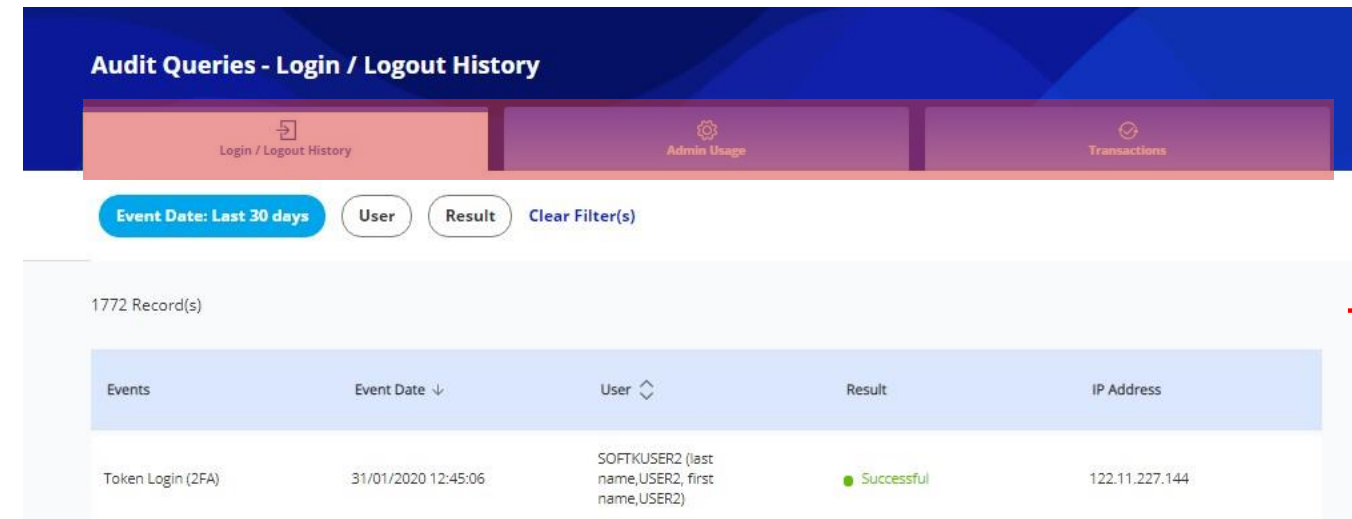 Audit Queries - Login / Logout History
Login / Logout History
Admin Usage
Transactions
Event Date: Last 30 days
User
Result
Clear Filter(s)
1772 Record(s)
Events
Event Date
User
Result
IP Address
Token Login (2FA)
31/01/2020 12:45:06
SOFTKUSER2 (last
name,USER2, first
name,USER2)
Successful
122.11.227.144